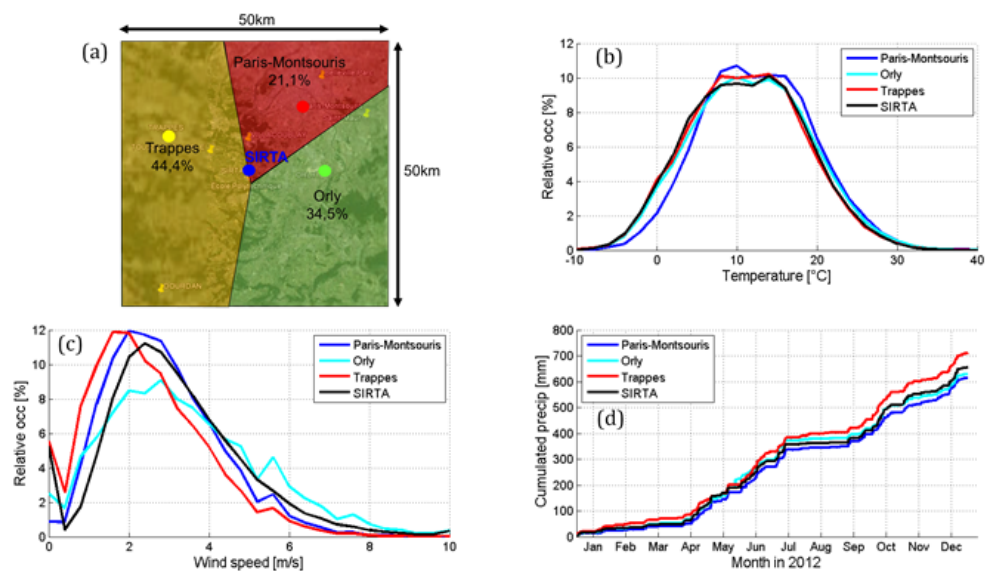 50km
(a)
Paris-Montsouris
21,1%
Trappes
44,4%
SIRTA
Orly
34,5%
50km
(b)
Relative occ [%]
12
10
8
6
4
2
0
-10 0 10 20 30 40
Temperature [°C]
Paris-Montsouris
Orly
Trappes
SIRTA
(c)
Relative occ [%]
12
10
8
6
4
2
0
0 2 4 6 8 10
Wind speed [m/s]
Paris-Montsouris
Orly
Trappes
SIRTA
(d)
Cumulated precip [mm]
800
700
600
500
400
300
200
100
0
Jan Feb Mar Apr May Jun Jul Aug Sep Oct Nov Dec
Month in 2012
Paris-Montsouris
Orly
Trappes
SIRTA